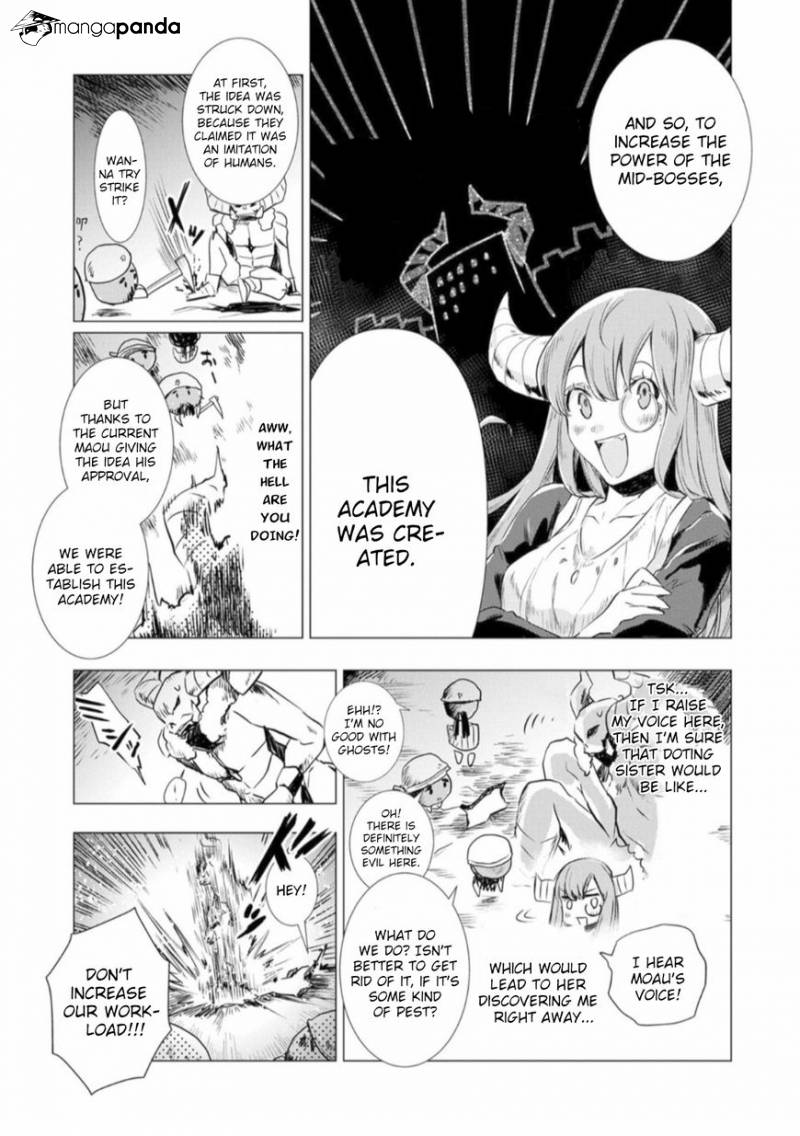 mangapanda
AND SO, TO
INCREASE THE
POWER OF THE
MID-BOSSES,
THIS
ACADEMY
WAS CRE-
ATED.
AT FIRST,
THE IDEA WAS
STRUCK DOWN,
BECAUSE THEY
CLAIMED IT WAS
AN IMITATION
OF HUMANS.
WAN-
NA TRY
STRIKE
IT?
BUT
THANKS TO
THE CURRENT
MAOU GIVING
THE IDEA HIS
APPROVAL,
WE WERE
ABLE TO ES-
TABLISH THIS
ACADEMY!
AWW,
WHAT
THE
HELL
ARE
YOU
DOING!
TSK...
IF I RAISE
MY VOICE HERE,
THEN I'M SURE
THAT DOTING
SISTER WOULD
BE LIKE...
EHH!?
I'M NO
GOOD WITH
GHOSTS!
OH!
THERE IS
DEFINITELY
SOMETHING
EVIL HERE.
WHAT DO
WE DO? ISN'T
BETTER TO GET
RID OF IT, IF IT'S
SOME KIND
OF PEST?
I HEAR
MOAU'S
VOICE!
WHICH WOULD
LEAD TO HER
DISCOVERING ME
RIGHT AWAY...
HEY!
DON'T
INCREASE
OUR WORK-
LOAD!!!